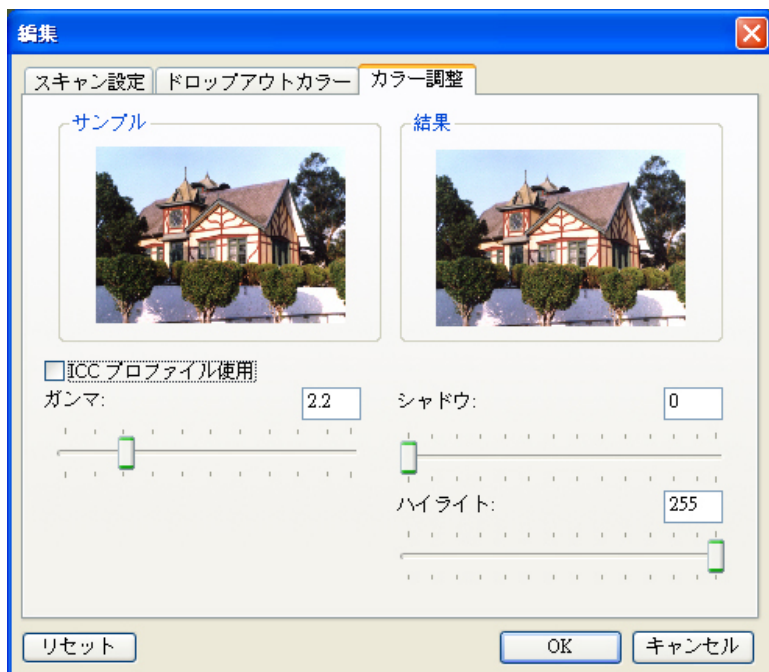 編集
スキャン設定 ドロップアウトカラー カラー調整
サンプル 結果
ICC プロファイル使用
ガンマ: 2.2 シャドウ: 0
ハイライト: 255
リセット OK キャンセル